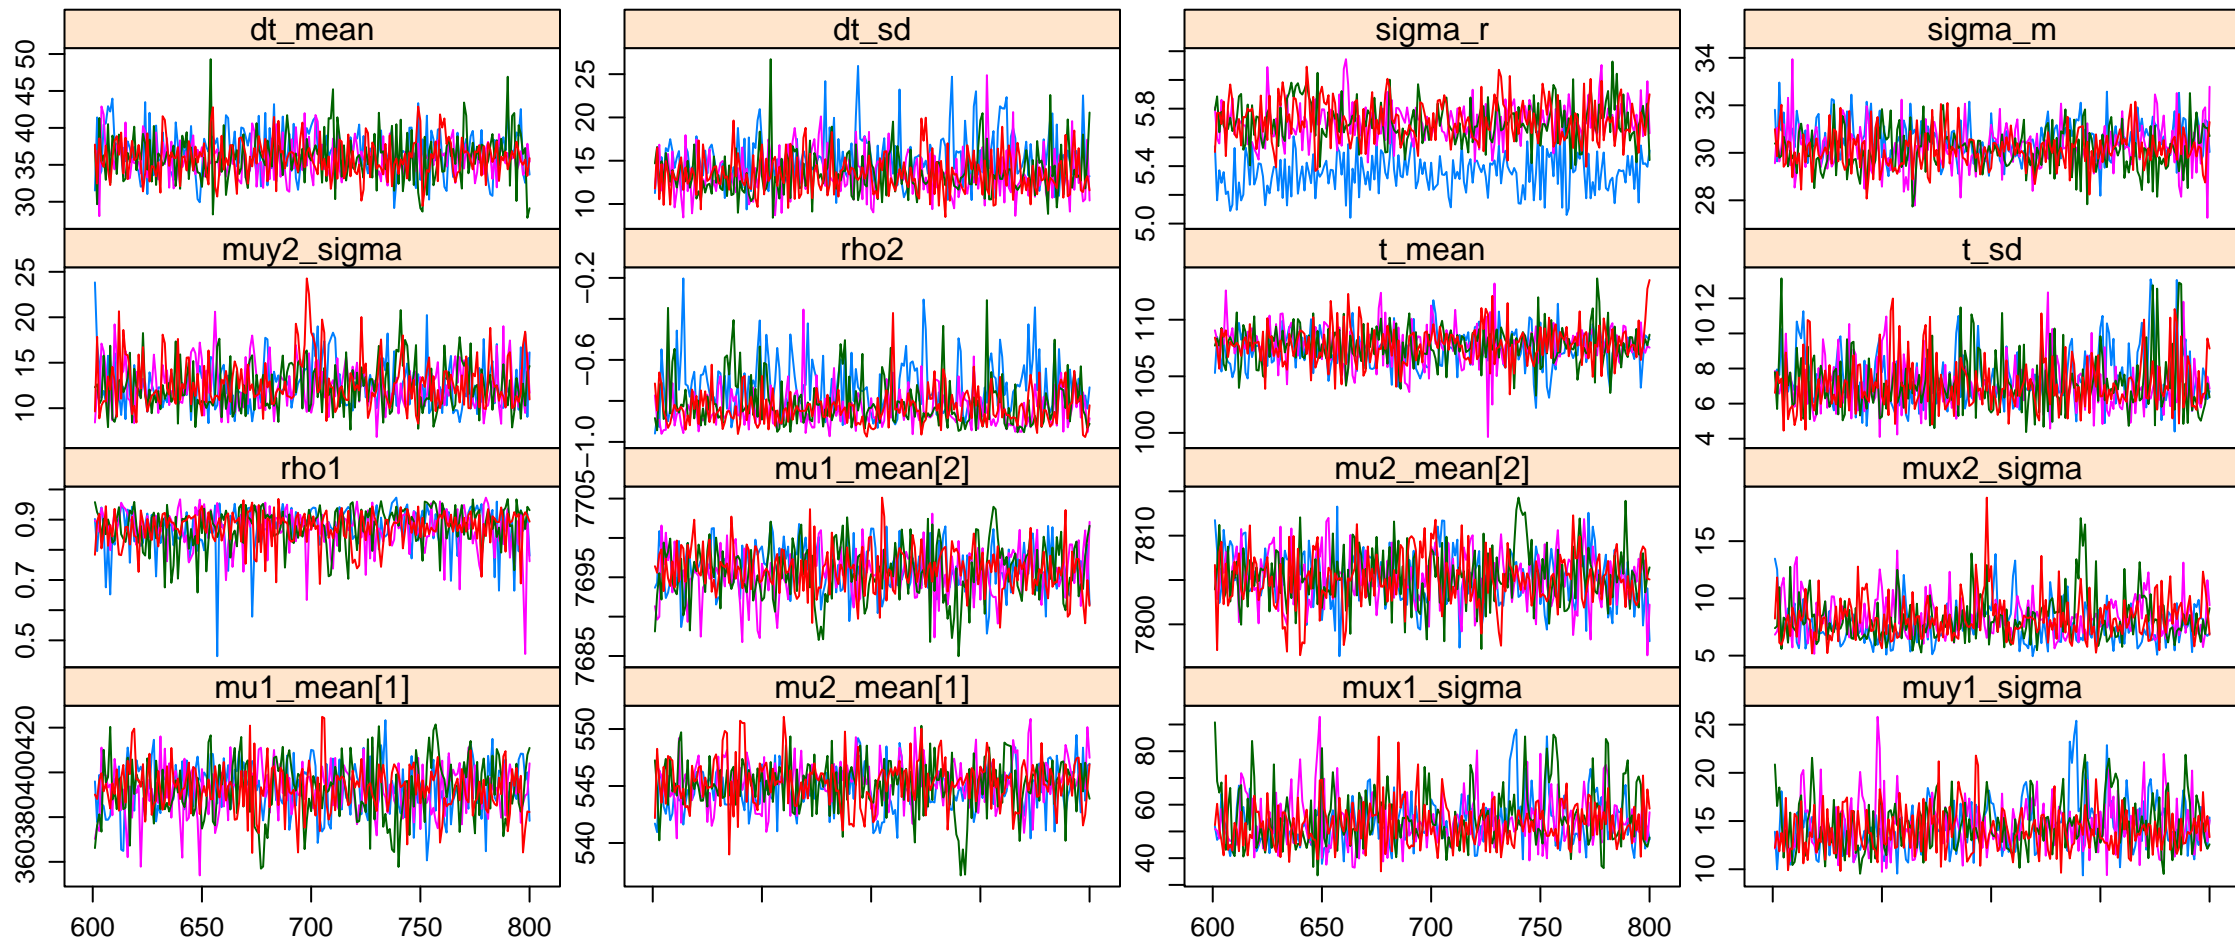 dt_mean dt_sd sigma_r sigma_m
30 35 40 45 50
10 15 20 25
5.0 5.4 5.8
28 30 32 34
muy2_sigma rho2 t_mean t_sd
10 15 20 25
−1.0 −0.6 −0.2
100 105 110
4 6 8 10 12
rho1 mu1_mean[2] mu2_mean[2] mux2_sigma
0.5 0.7 0.9
7685 7695 7705
7800 7810
5 10 15
mu1_mean[1] mu2_mean[1] mux1_sigma muy1_sigma
360 380 400 420
540 545 550
40 60 80
10 15 20 25
600 650 700 750 800
600 650 700 750 800